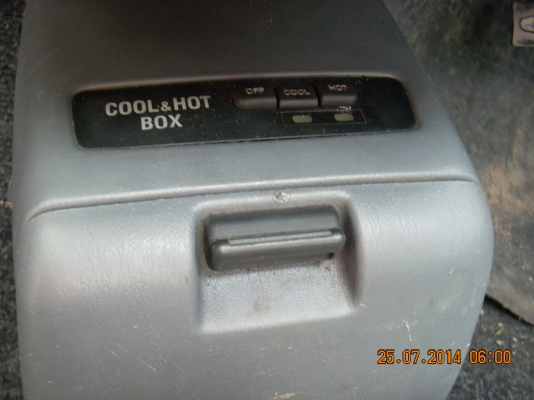 OFF COOL HOT
COOL & HOT
BOX
25.07.2014 06:00